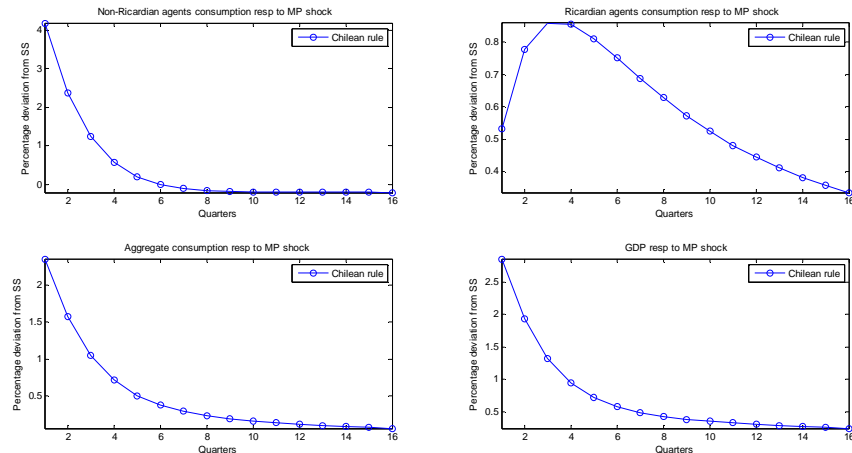 Non-Ricardian agents consumption resp to MP shock
Chilean rule
Percentage deviation from SS
4
3
2
1
0
2 4 6 8 10 12 14 16
Quarters
Ricardian agents consumption resp to MP shock
Chilean rule
Percentage deviation from SS
0.8
0.7
0.6
0.5
0.4
2 4 6 8 10 12 14 16
Quarters
Aggregate consumption resp to MP shock
Chilean rule
Percentage deviation from SS
2
1.5
1
0.5
2 4 6 8 10 12 14 16
Quarters
GDP resp to MP shock
Chilean rule
Percentage deviation from SS
2.5
2
1.5
1
0.5
2 4 6 8 10 12 14 16
Quarters